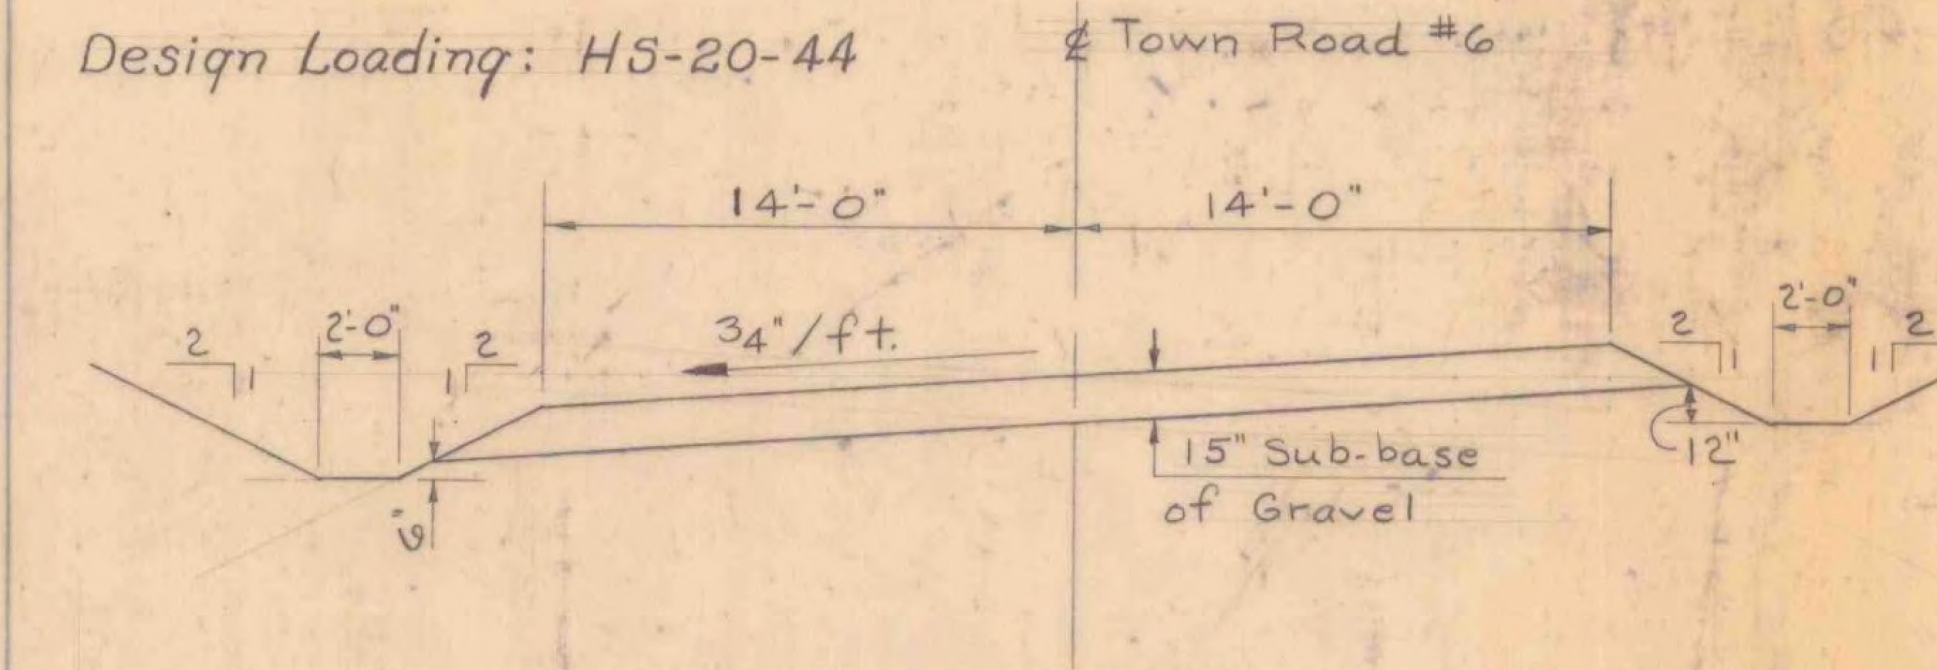 Design Loading: HS-20-44
℄ Town Road #6
14'-0" 14'-0"
2 2'-0" 2 3/4"/ft. 2 2'-0" 2
1 1 1 1
15" Sub-base
of Gravel
12"